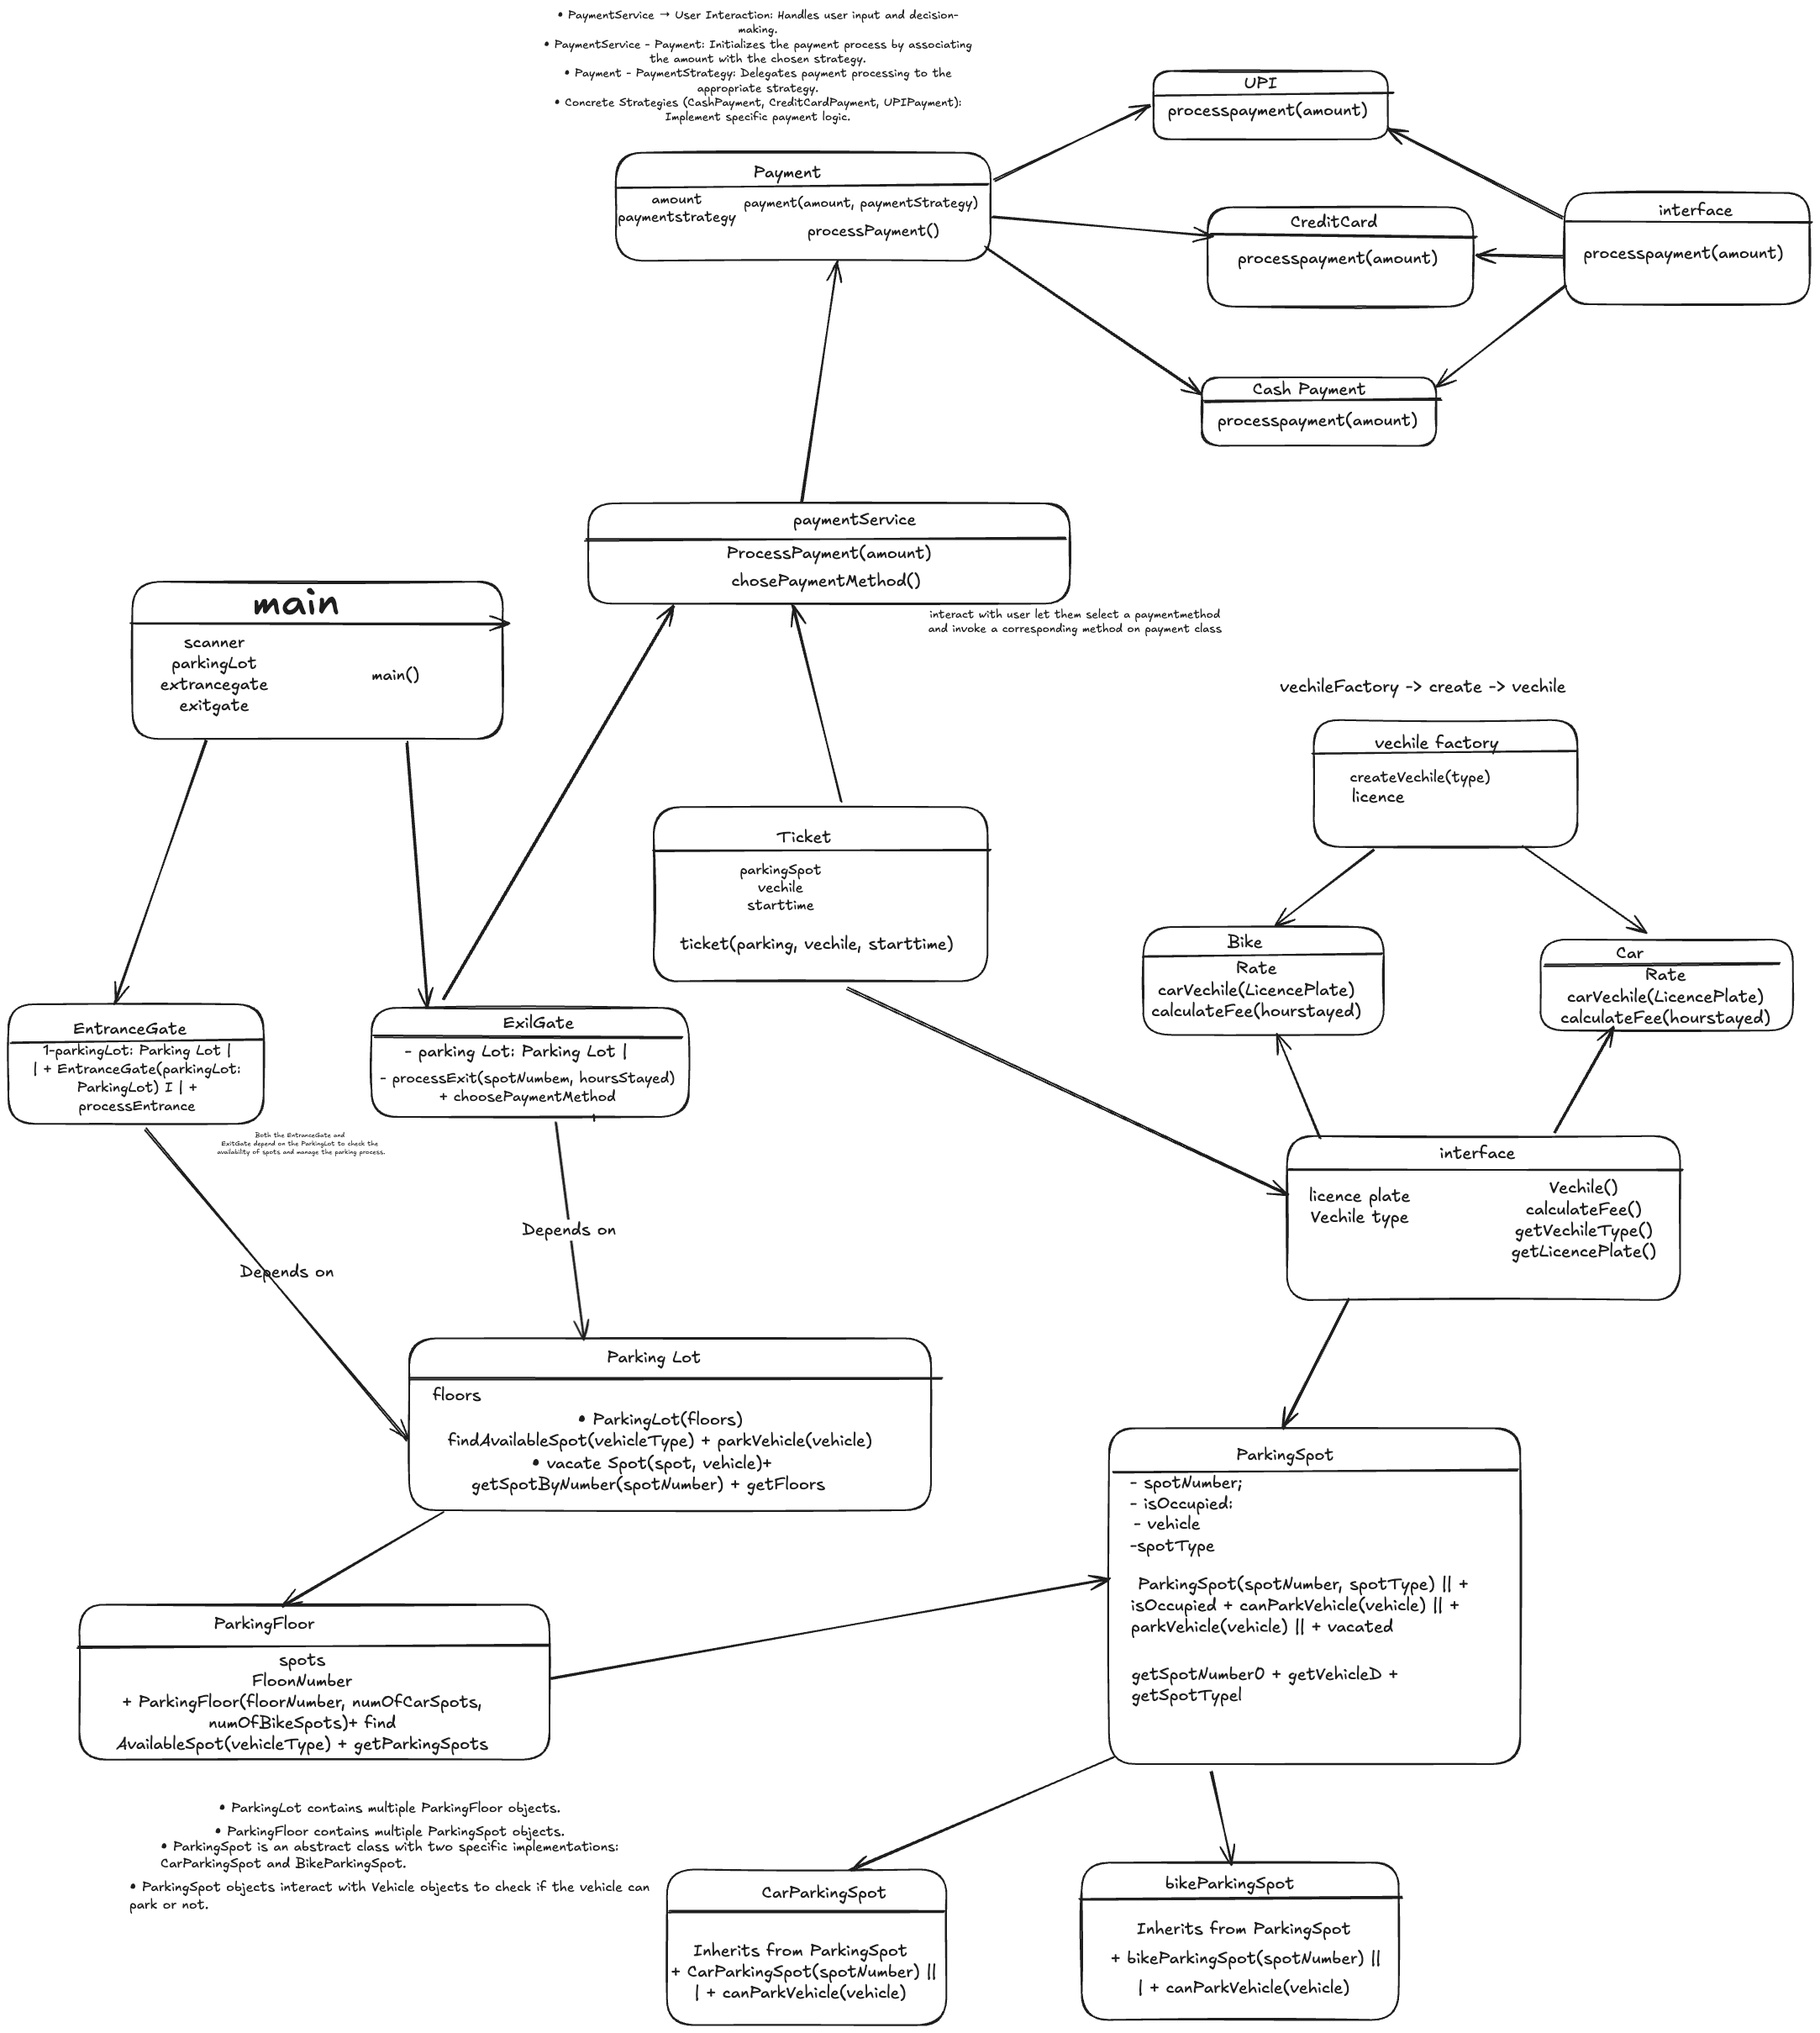 • PaymentService → User Interaction: Handles user input and decision-
making.
• PaymentService - Payment: Initializes the payment process by associating
the amount with the chosen strategy.
• Payment - PaymentStrategy: Delegates payment processing to the
appropriate strategy.
• Concrete Strategies (CashPayment, CreditCardPayment, UPIPayment):
Implement specific payment logic.
UPI
processpayment(amount)
Payment
amount
paymentstrategy
payment(amount, paymentStrategy)
processPayment()
CreditCard
processpayment(amount)
interface
processpayment(amount)
Cash Payment
processpayment(amount)
paymentService
ProcessPayment(amount)
chosePaymentMethod()
interact with user let them select a paymentmethod
and invoke a corresponding method on payment class
main
scanner
parkingLot
extrancegate
exitgate
main()
vechileFactory -> create -> vechile
vechile factory
createVechile(type)
licence
Ticket
parkingSpot
vechile
starttime
ticket(parking, vechile, starttime)
Bike
Rate
carVechile(LicencePlate)
calculateFee(hourstayed)
Car
Rate
carVechile(LicencePlate)
calculateFee(hourstayed)
EntranceGate
1-parkingLot: Parking Lot |
| + EntranceGate(parkingLot:
ParkingLot) I | +
processEntrance
ExilGate
- parking Lot: Parking Lot |
- processExit(spotNumbem, hoursStayed)
+ choosePaymentMethod
Both the EntranceGate and
ExitGate depend on the ParkingLot to check the
availability of spots and manage the parking process.
interface
licence plate
Vechile type
Vechile()
calculateFee()
getVechileType()
getLicencePlate()
Depends on
Depends on
Parking Lot
floors
• ParkingLot(floors)
findAvailableSpot(vehicleType) + parkVehicle(vehicle)
• vacate Spot(spot, vehicle)+
getSpotByNumber(spotNumber) + getFloors
ParkingSpot
- spotNumber;
- isOccupied:
- vehicle
-spotType
ParkingSpot(spotNumber, spotType) || +
isOccupied + canParkVehicle(vehicle) || +
parkVehicle(vehicle) || + vacated
getSpotNumberO + getVehicleD +
getSpotTypel
ParkingFloor
spots
FloonNumber
+ ParkingFloor(floorNumber, numOfCarSpots,
numOfBikeSpots)+ find
AvailableSpot(vehicleType) + getParkingSpots
• ParkingLot contains multiple ParkingFloor objects.
• ParkingFloor contains multiple ParkingSpot objects.
• ParkingSpot is an abstract class with two specific implementations:
CarParkingSpot and BikeParkingSpot.
• ParkingSpot objects interact with Vehicle objects to check if the vehicle can
park or not.
CarParkingSpot
Inherits from ParkingSpot
+ CarParkingSpot(spotNumber) ||
| + canParkVehicle(vehicle)
bikeParkingSpot
Inherits from ParkingSpot
+ bikeParkingSpot(spotNumber) ||
| + canParkVehicle(vehicle)